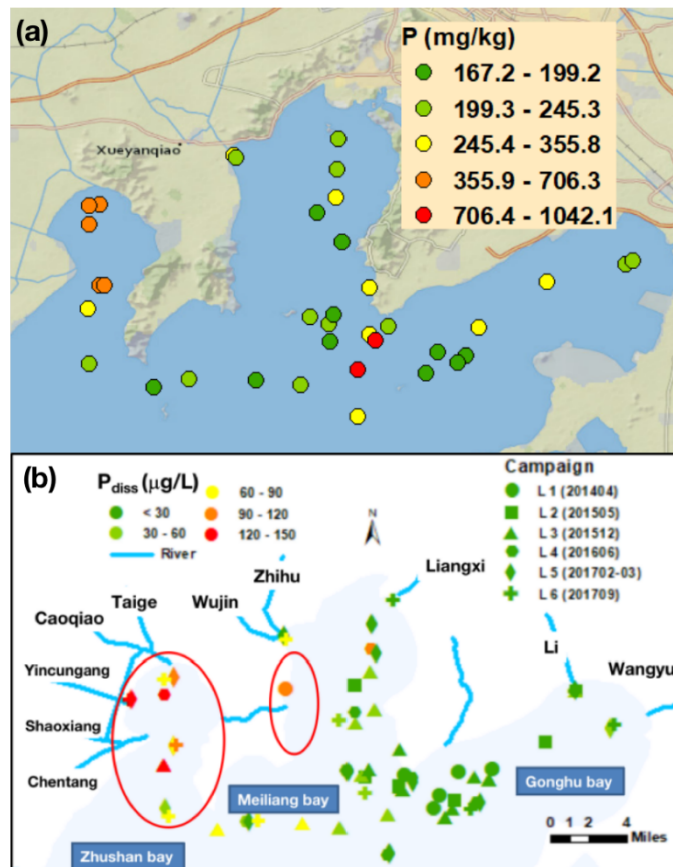 (a)
P (mg/kg)
167.2 - 199.2
199.3 - 245.3
245.4 - 355.8
355.9 - 706.3
706.4 - 1042.1
Xueyanqiao
(b)
Pdiss (µg/L)
< 30
30 - 60
60 - 90
90 - 120
120 - 150
River
N
Campaign
L 1 (201404)
L 2 (201505)
L 3 (201512)
L 4 (201606)
L 5 (201702-03)
L 6 (201709)
Zhihu
Liangxi
Taige
Wujin
Caoqiao
Li
Yincungang
Wangyu
Shaoxiang
Chentang
Gonghu bay
Meiliang bay
Zhushan bay
0 1 2 4
Miles